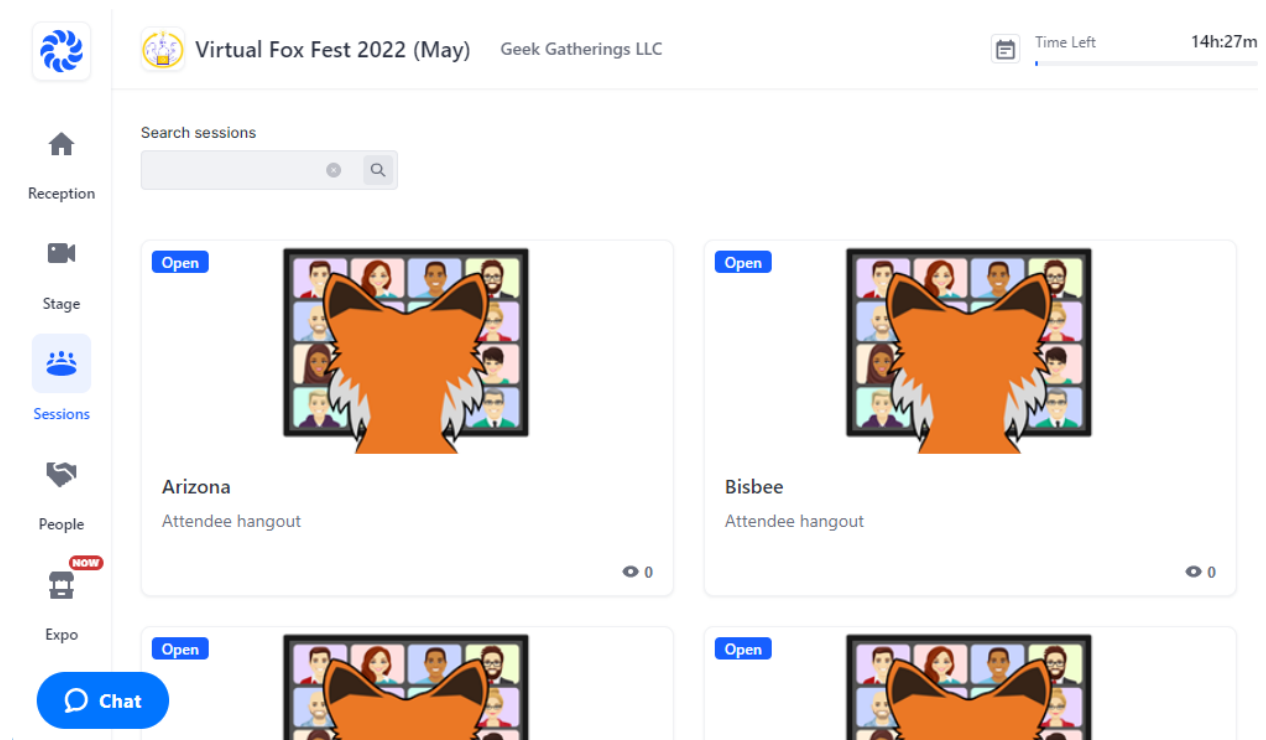 Virtual Fox Fest 2022 (May) Geek Gatherings LLC Time Left 14h:27m
Search sessions
Reception
Stage
Sessions
People
NOW
Expo
Chat
Open
Arizona
Attendee hangout
0
Open
Bisbee
Attendee hangout
0
Open
Open